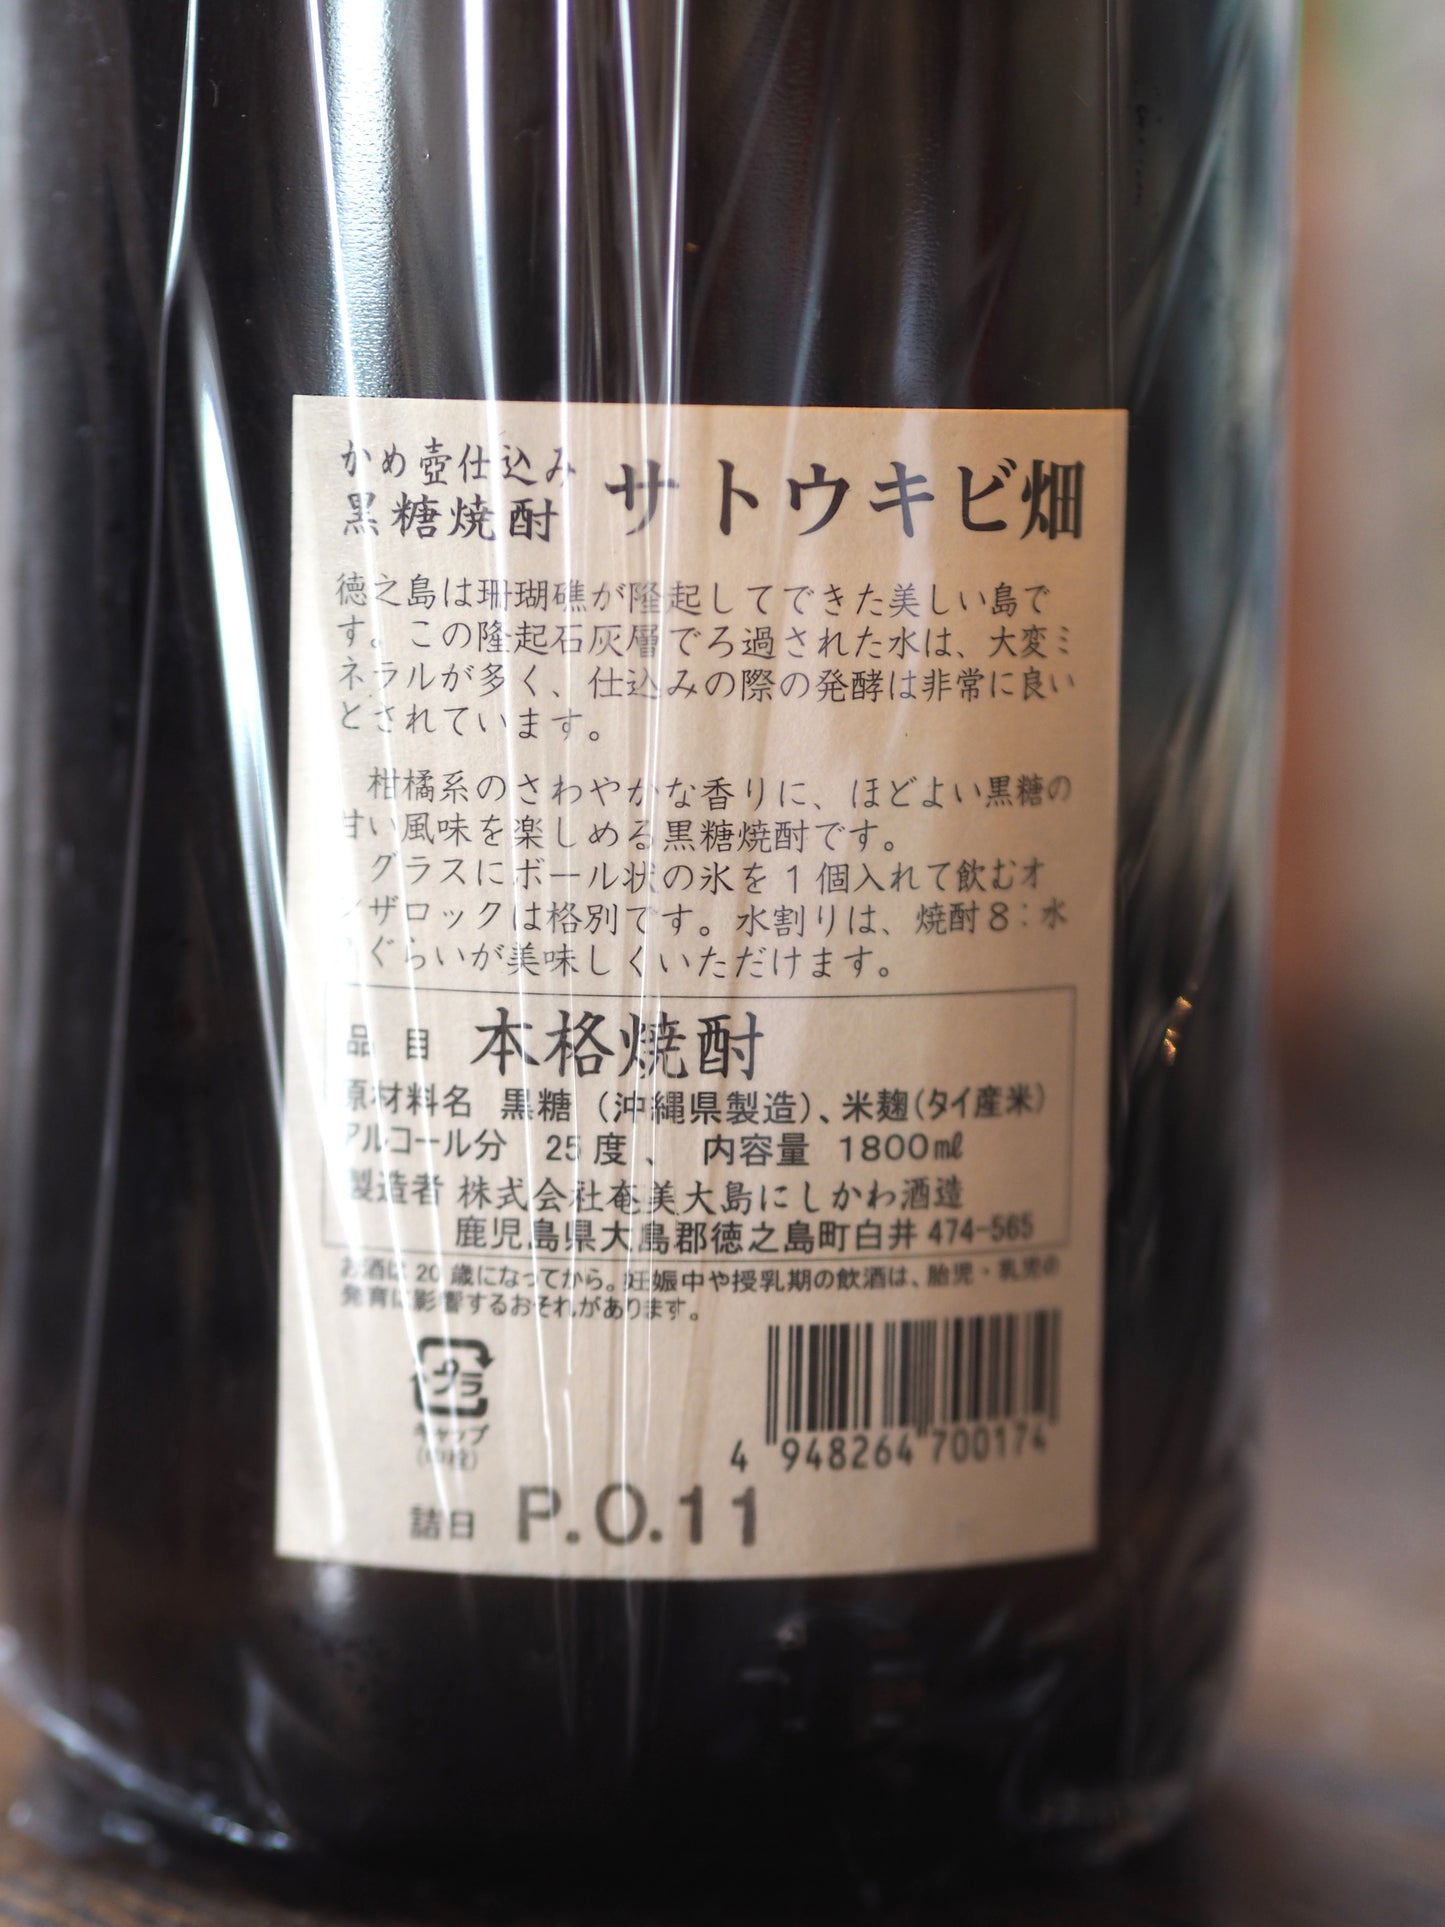 かめ壺仕込み
黒糖焼酎 サトウキビ畑
徳之島は珊瑚礁が隆起してできた美しい島で
す。この隆起石灰層でろ過された水は、大変ミ
ネラルが多く、仕込みの際の発酵は非常に良い
とされています。
柑橘系のさわやかな香りに、ほどよい黒糖の
甘い風味を楽しめる黒糖焼酎です。
グラスにボール状の氷を1個入れて飲むオ
ンザロックは格別です。水割りは、焼酎8:水
ぐらいが美味しくいただけます。
品目 本格焼酎
原材料名 黒糖(沖縄県製造)、米麹(タイ産米)
アルコール分 25度、 内容量 1800㎖
製造者 株式会社奄美大島にしかわ酒造
鹿児島県大島郡徳之島町白井 474-565
お酒は20歳になってから。妊娠中や授乳期の飲酒は、胎児・乳児の
発育に影響するおそれがあります。
プラ
キャップ
(中栓)
4 948264 700174
詰日 P.O.11